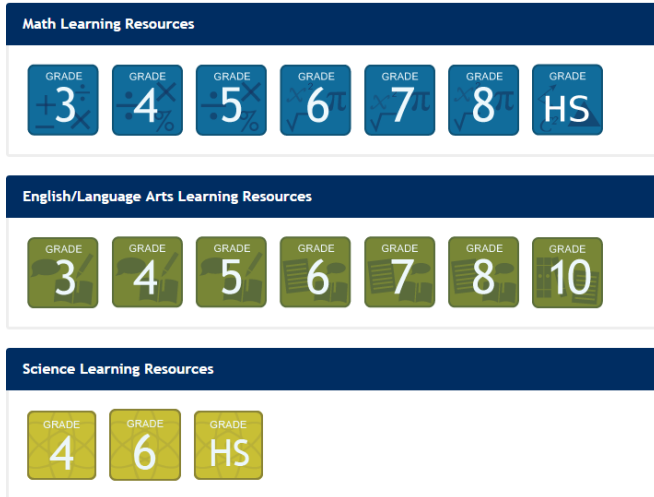 Math Learning Resources
GRADE GRADE GRADE GRADE GRADE GRADE GRADE
3 4 5 6 7 8 HS
English/Language Arts Learning Resources
GRADE GRADE GRADE GRADE GRADE GRADE GRADE
3 4 5 6 7 8 10
Science Learning Resources
GRADE GRADE GRADE
4 6 HS